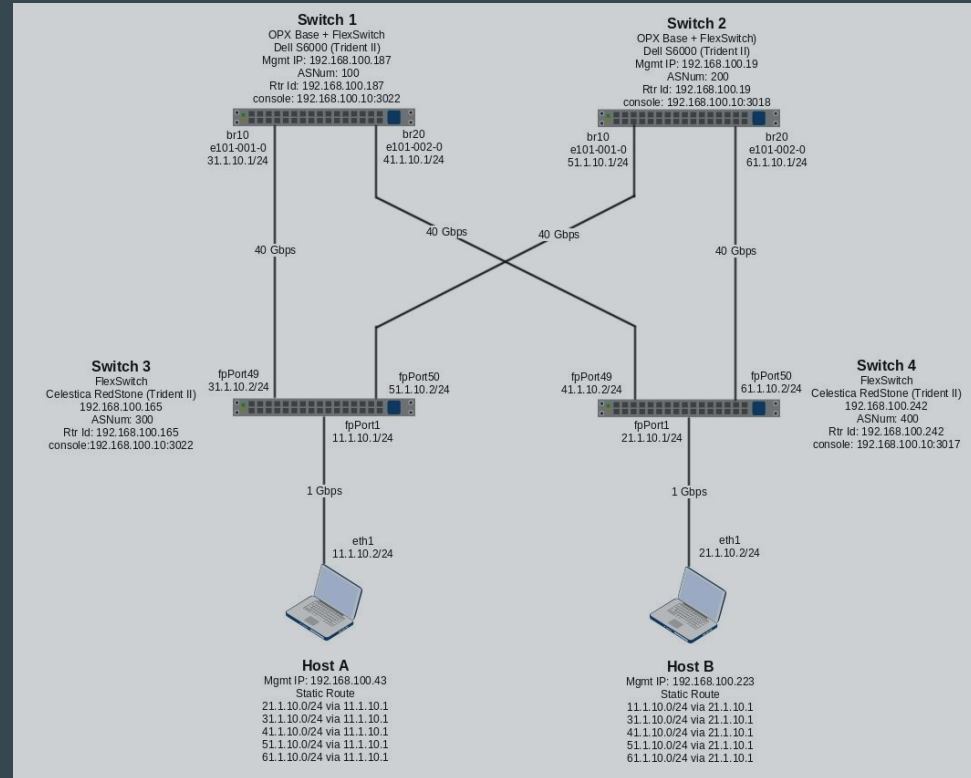 Switch 1
OPX Base + FlexSwitch
Dell S6000 (Trident II)
Mgmt IP: 192.168.100.187
ASNum: 100
Rtr Id: 192.168.100.187
console: 192.168.100.10:3022
Switch 2
OPX Base + FlexSwitch)
Dell S6000 (Trident II)
Mgmt IP: 192.168.100.19
ASNum: 200
Rtr Id: 192.168.100.19
console: 192.168.100.10:3018
br10
e101-001-0
31.1.10.1/24
br20
e101-002-0
41.1.10.1/24
br10
e101-001-0
51.1.10.1/24
br20
e101-002-0
61.1.10.1/24
40 Gbps
40 Gbps
40 Gbps
40 Gbps
Switch 3
FlexSwitch
Celestica RedStone (Trident II)
192.168.100.165
ASNum: 300
Rtr Id: 192.168.100.165
console:192.168.100.10:3022
fpPort49
31.1.10.2/24
fpPort50
51.1.10.2/24
fpPort1
11.1.10.1/24
fpPort49
41.1.10.2/24
fpPort50
61.1.10.2/24
fpPort1
21.1.10.1/24
Switch 4
FlexSwitch
Celestica RedStone (Trident II)
192.168.100.242
ASNum: 400
Rtr Id: 192.168.100.242
console: 192.168.100.10:3017
1 Gbps
1 Gbps
eth1
11.1.10.2/24
eth1
21.1.10.2/24
Host A
Mgmt IP: 192.168.100.43
Static Route
21.1.10.0/24 via 11.1.10.1
31.1.10.0/24 via 11.1.10.1
41.1.10.0/24 via 11.1.10.1
51.1.10.0/24 via 11.1.10.1
61.1.10.0/24 via 11.1.10.1
Host B
Mgmt IP: 192.168.100.223
Static Route
11.1.10.0/24 via 21.1.10.1
31.1.10.0/24 via 21.1.10.1
41.1.10.0/24 via 21.1.10.1
51.1.10.0/24 via 21.1.10.1
61.1.10.0/24 via 21.1.10.1